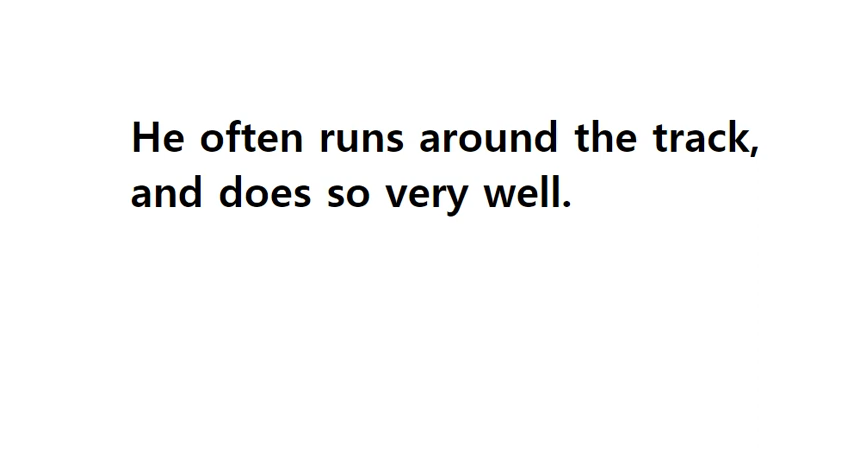 He often runs around the track,
and does so very well.